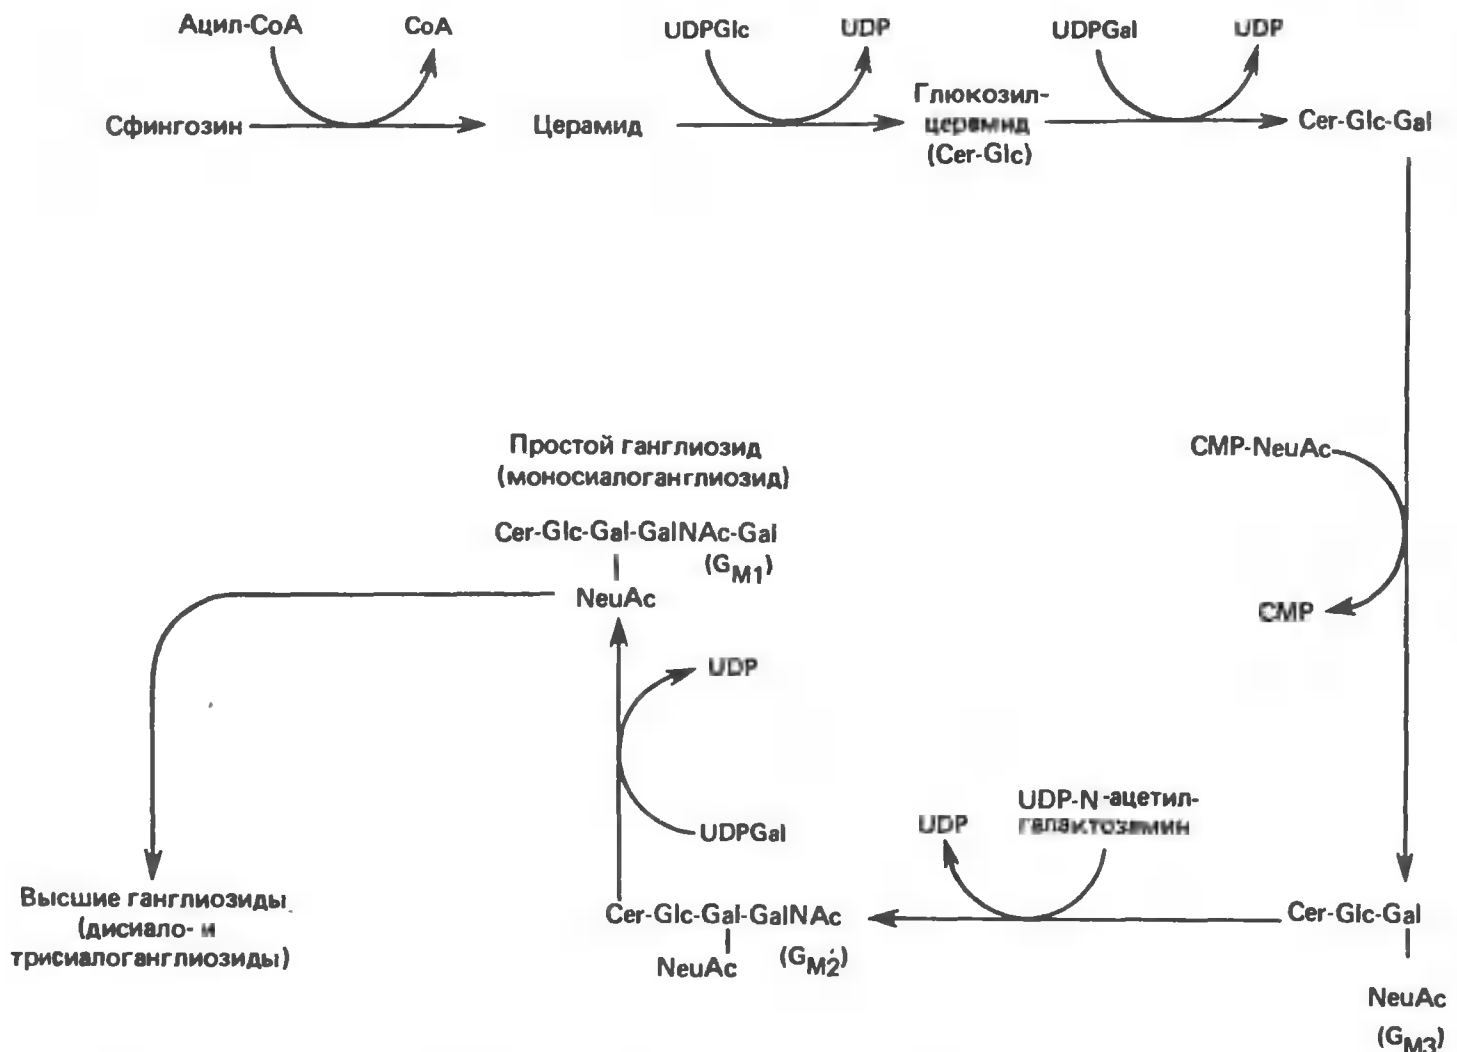 Ацил-CoA
CoA
UDPGlc
UDP
UDPGal
UDP
Сфингозин
Церамид
Глюкозил-
церамид
(Cer-Glc)
Cer-Glc-Gal
CMP-NeuAc
CMP
Простой ганглиозид
(моносиалоганглиозид)
Cer-Glc-Gal-GalNAc-Gal
(GM1)
NeuAc
UDP
UDPGal
UDP
UDP-N-ацетил-
галактозамин
Высшие ганглиозиды
(дисиало- и
трисиалоганглиозиды)
Cer-Glc-Gal-GalNAc
NeuAc
(GM2)
Cer-Glc-Gal
NeuAc
(GM3)